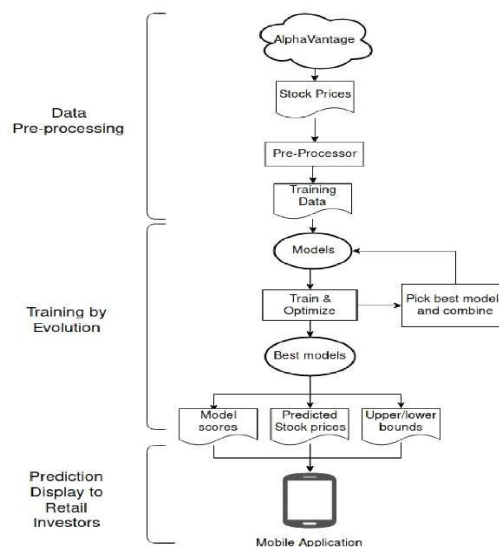 AlphaVantage
Stock Prices
Data
Pre-processing
Pre-Processor
Training
Data
Models
Training by
Evolution
Train &
Optimize
Pick best model
and combine
Best models
Model
scores
Predicted
Stock prices
Upper/lower
bounds
Prediction
Display to
Retail
Investors
Mobile Application